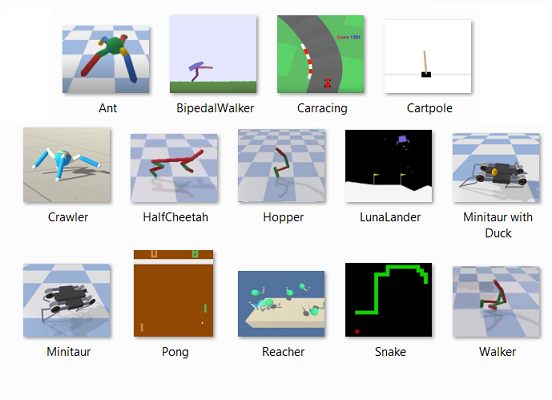 Score 1001
Ant
BipedalWalker
Carracing
Cartpole
Crawler
HalfCheetah
Hopper
LunaLander
Minitaur with
Duck
Minitaur
Pong
Reacher
Snake
Walker